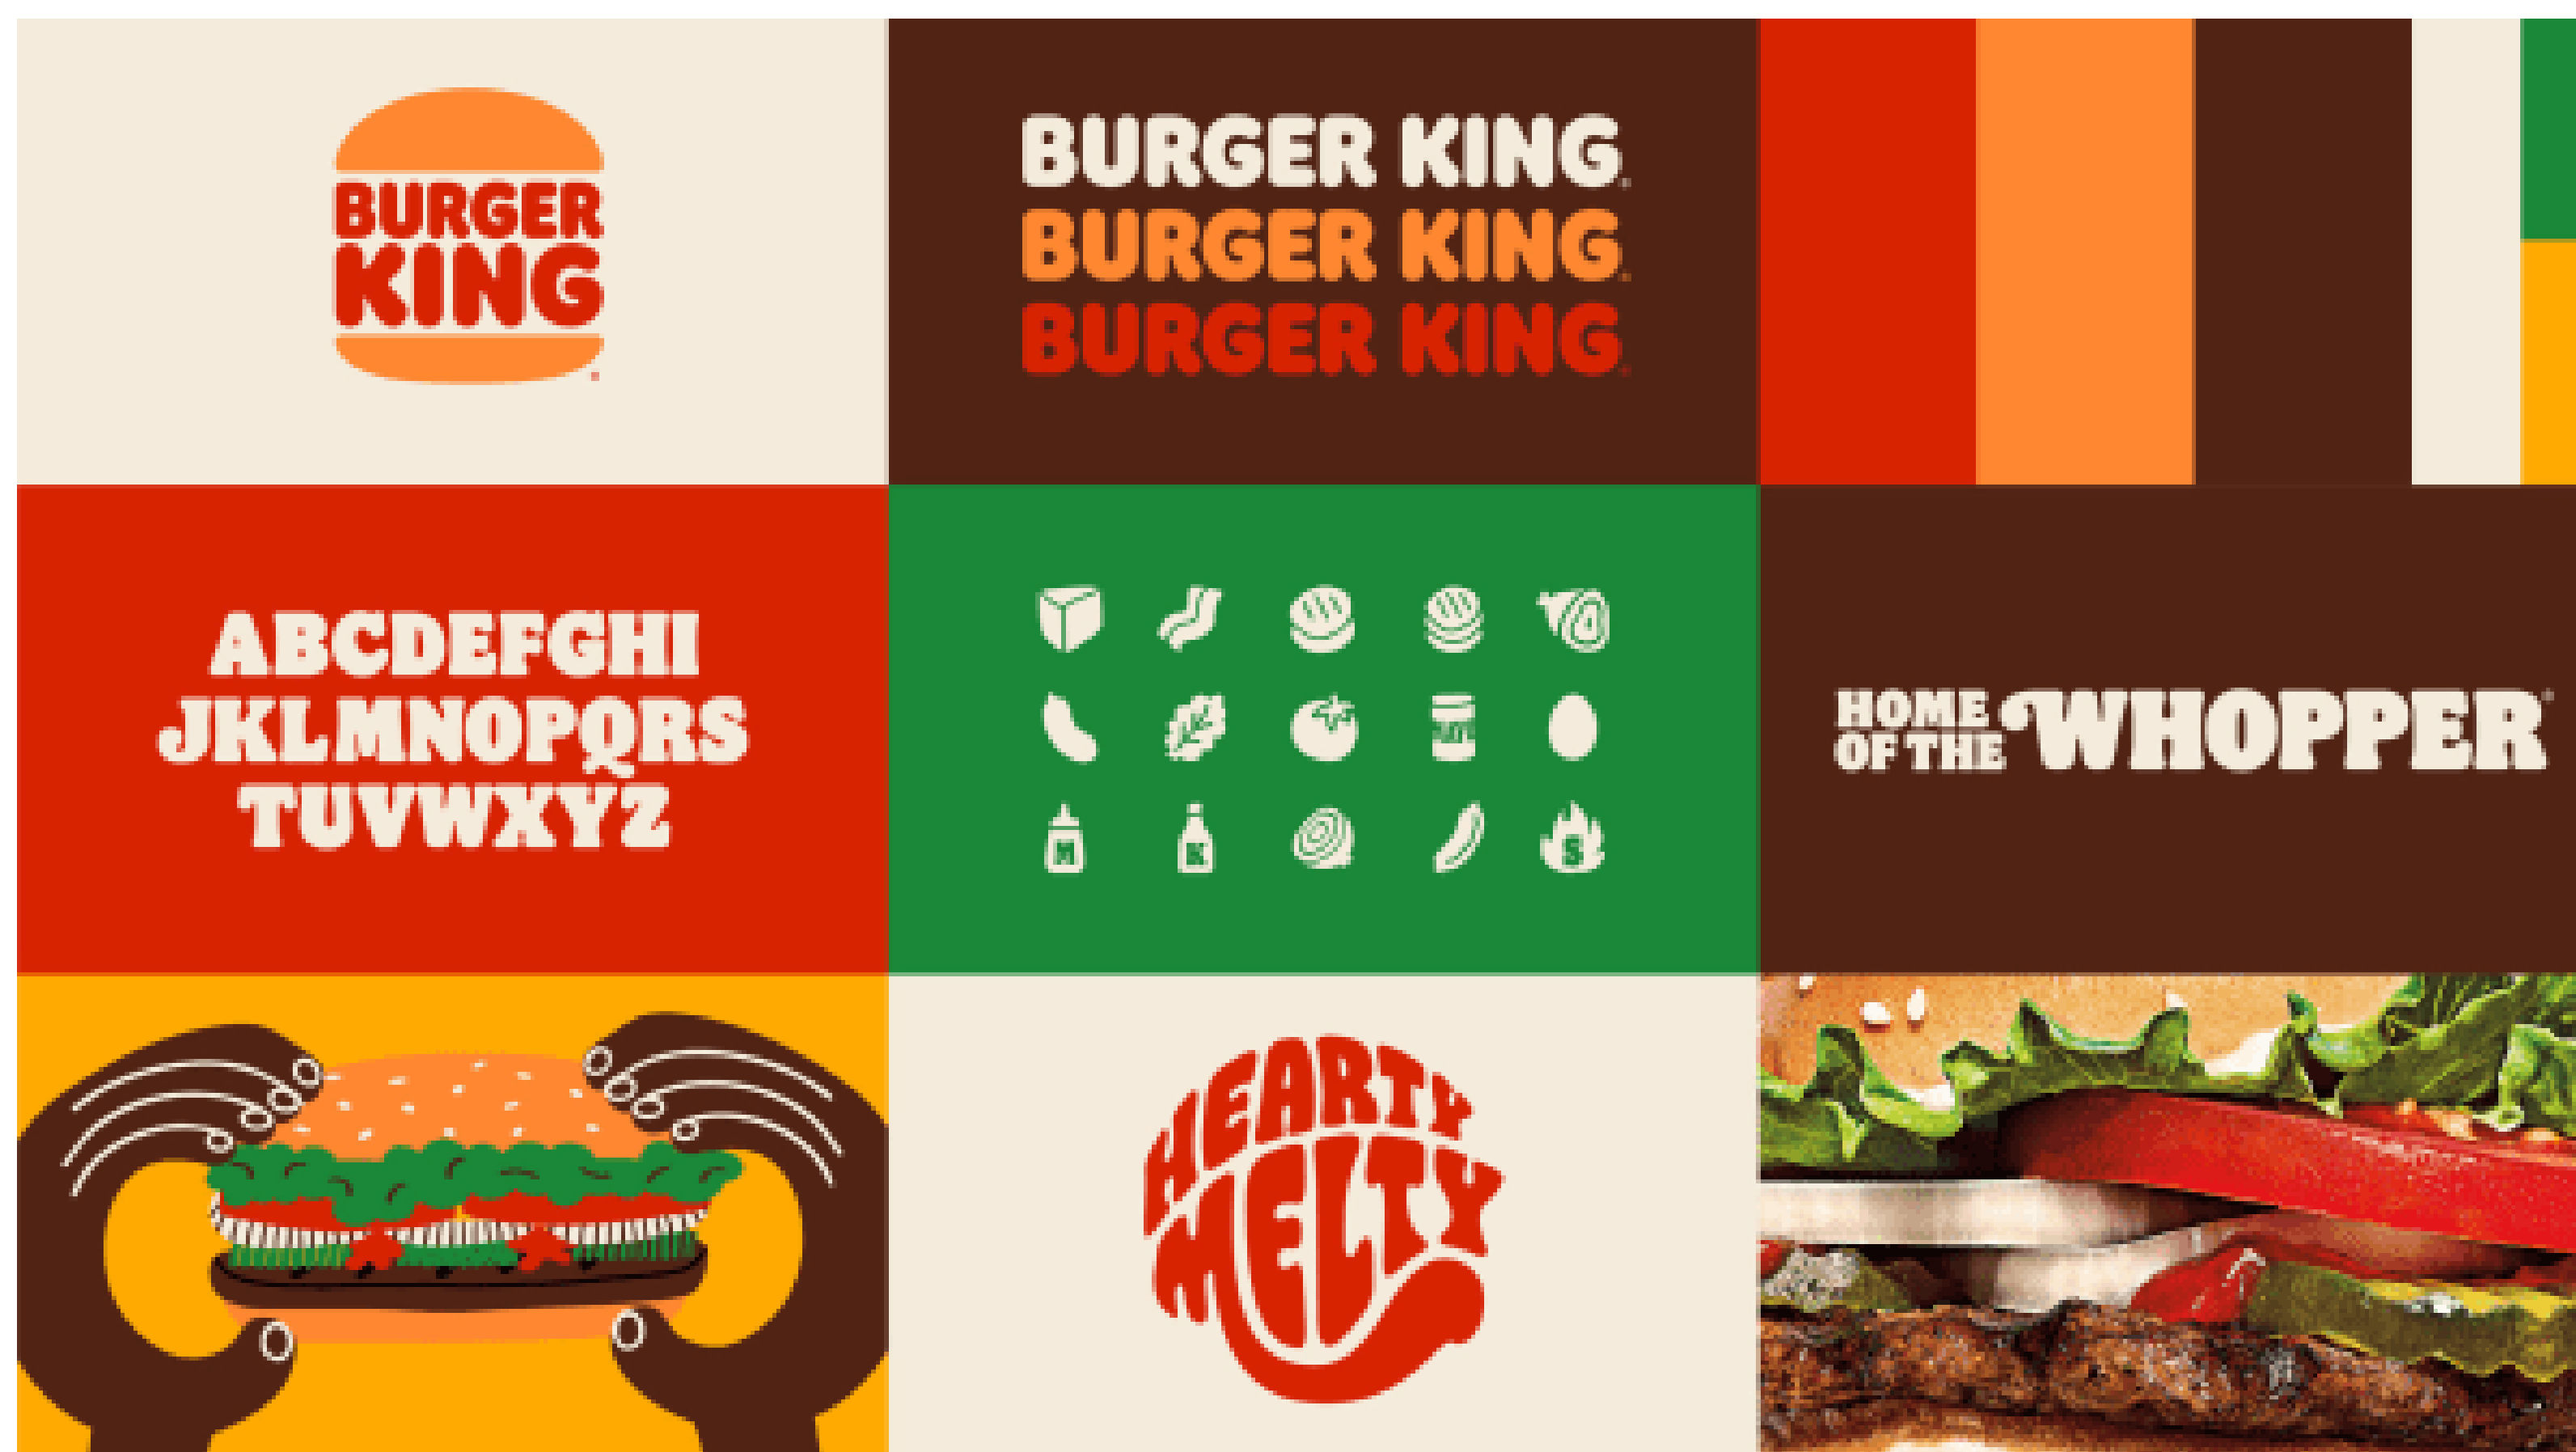 BURGER
KING
BURGER KING
BURGER KING
BURGER KING
ABCDEFGHI
JKLMNOPQRS
TUVWXYZ
M
K
S
HOME
OF THE
WHOPPER
HEARTY
MELTY